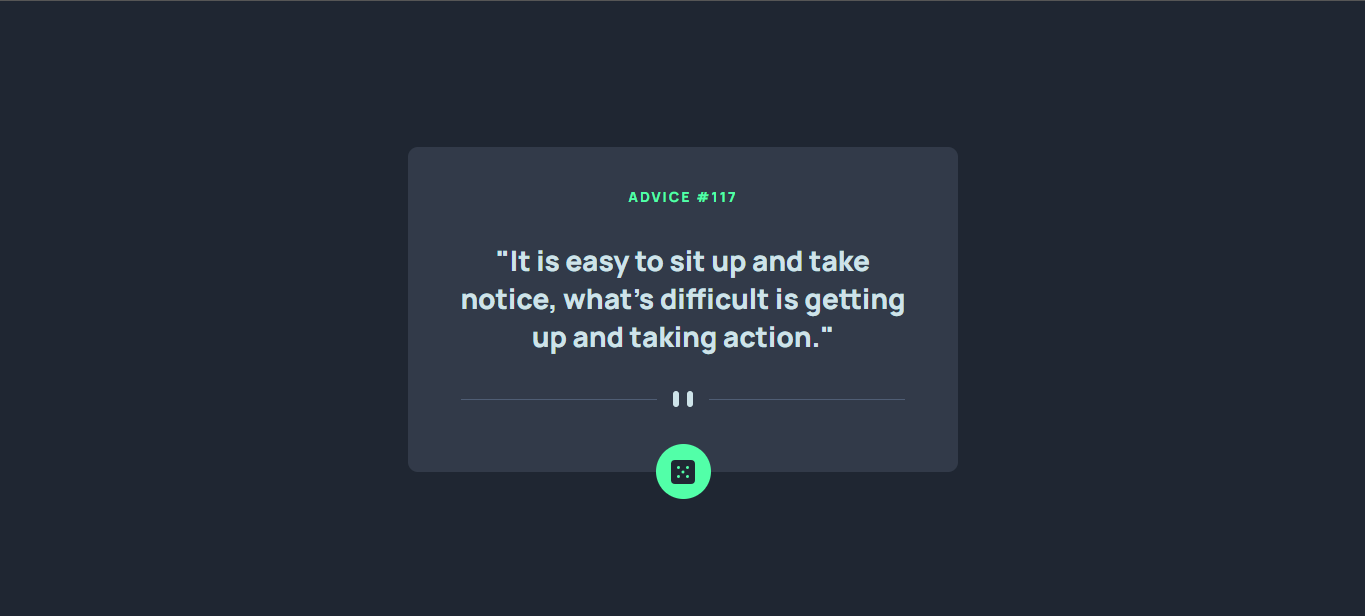 ADVICE #117
"It is easy to sit up and take
notice, what’s difficult is getting
up and taking action."